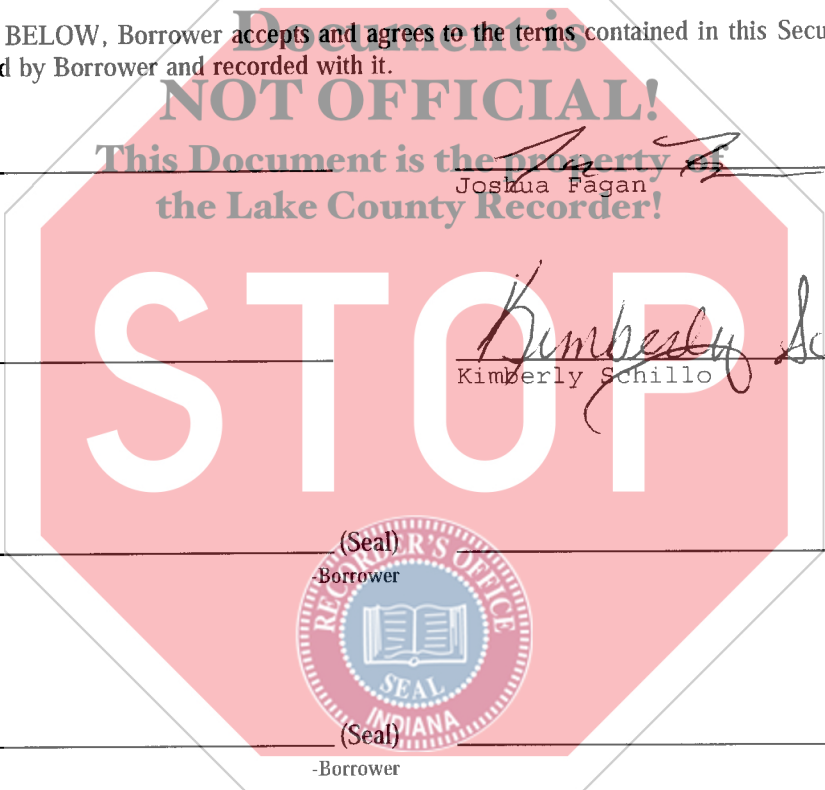 Document is
BELOW, Borrower accepts and agrees to the terms contained in this Secu
d by Borrower and recorded with it.
NOT OFFICIAL!
This Document is the property of
the Lake County Recorder!
Joshua Fagan
STOP
Kimberly Sc
Kimberly Schillo
(Seal)
-Borrower
RECORDER'S OFFICE
SEAL
INDIANA
(Seal)
-Borrower